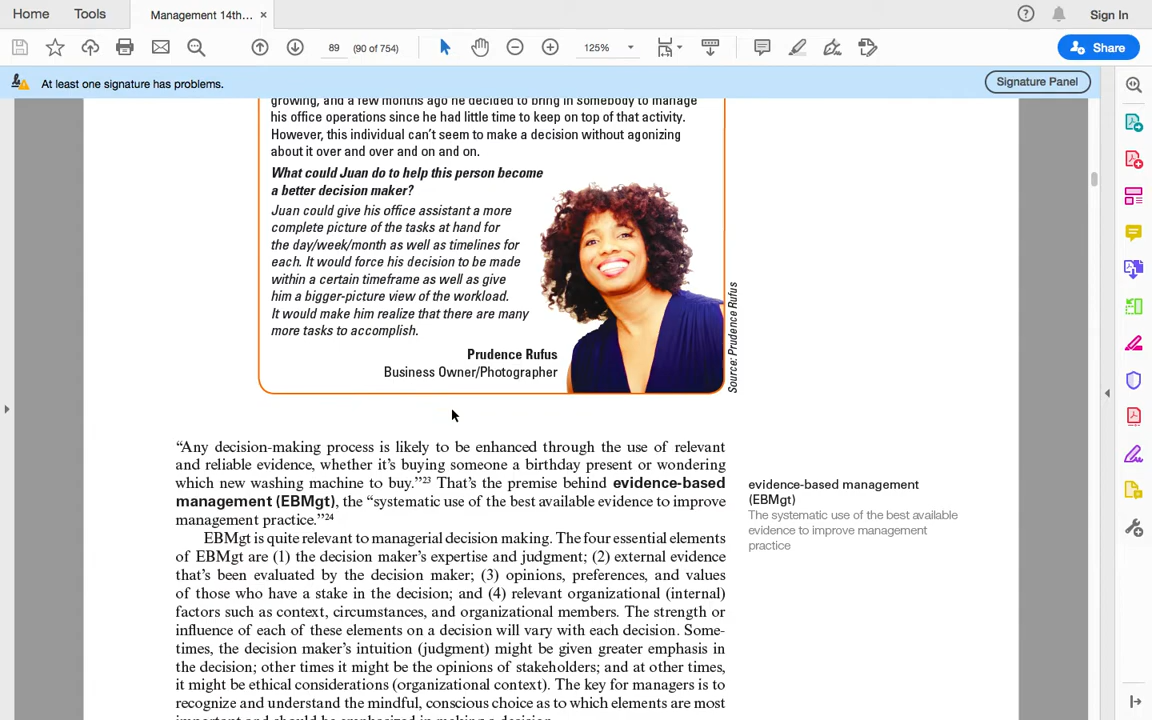 Home
Tools
Management 14th...
×
Sign In
89
(90 of 754)
125%
Share
At least one signature has problems.
Signature Panel
growing, and a few months ago he decided to bring in somebody to manage
his office operations since he had little time to keep on top of that activity.
However, this individual can't seem to make a decision without agonizing
about it over and over and on and on.
What could Juan do to help this person become
a better decision maker?
Juan could give his office assistant a more
complete picture of the tasks at hand for
the day/week/month as well as timelines for
each. It would force his decision to be made
within a certain timeframe as well as give
him a bigger-picture view of the workload.
It would make him realize that there are many
more tasks to accomplish.
Prudence Rufus
Business Owner/Photographer
Source: Prudence Rufus
“Any decision-making process is likely to be enhanced through the use of relevant
and reliable evidence, whether it's buying someone a birthday present or wondering
which new washing machine to buy.”23 That's the premise behind evidence-based
management (EBMgt), the “systematic use of the best available evidence to improve
management practice.”24
EBMgt is quite relevant to managerial decision making. The four essential elements
of EBMgt are (1) the decision maker's expertise and judgment; (2) external evidence
that's been evaluated by the decision maker; (3) opinions, preferences, and values
of those who have a stake in the decision; and (4) relevant organizational (internal)
factors such as context, circumstances, and organizational members. The strength or
influence of each of these elements on a decision will vary with each decision. Some-
times, the decision maker's intuition (judgment) might be given greater emphasis in
the decision; other times it might be the opinions of stakeholders; and at other times,
it might be ethical considerations (organizational context). The key for managers is to
recognize and understand the mindful, conscious choice as to which elements are most
important and should be emphasized in making a decision.
evidence-based management
(EBMgt)
The systematic use of the best available
evidence to improve management
practice